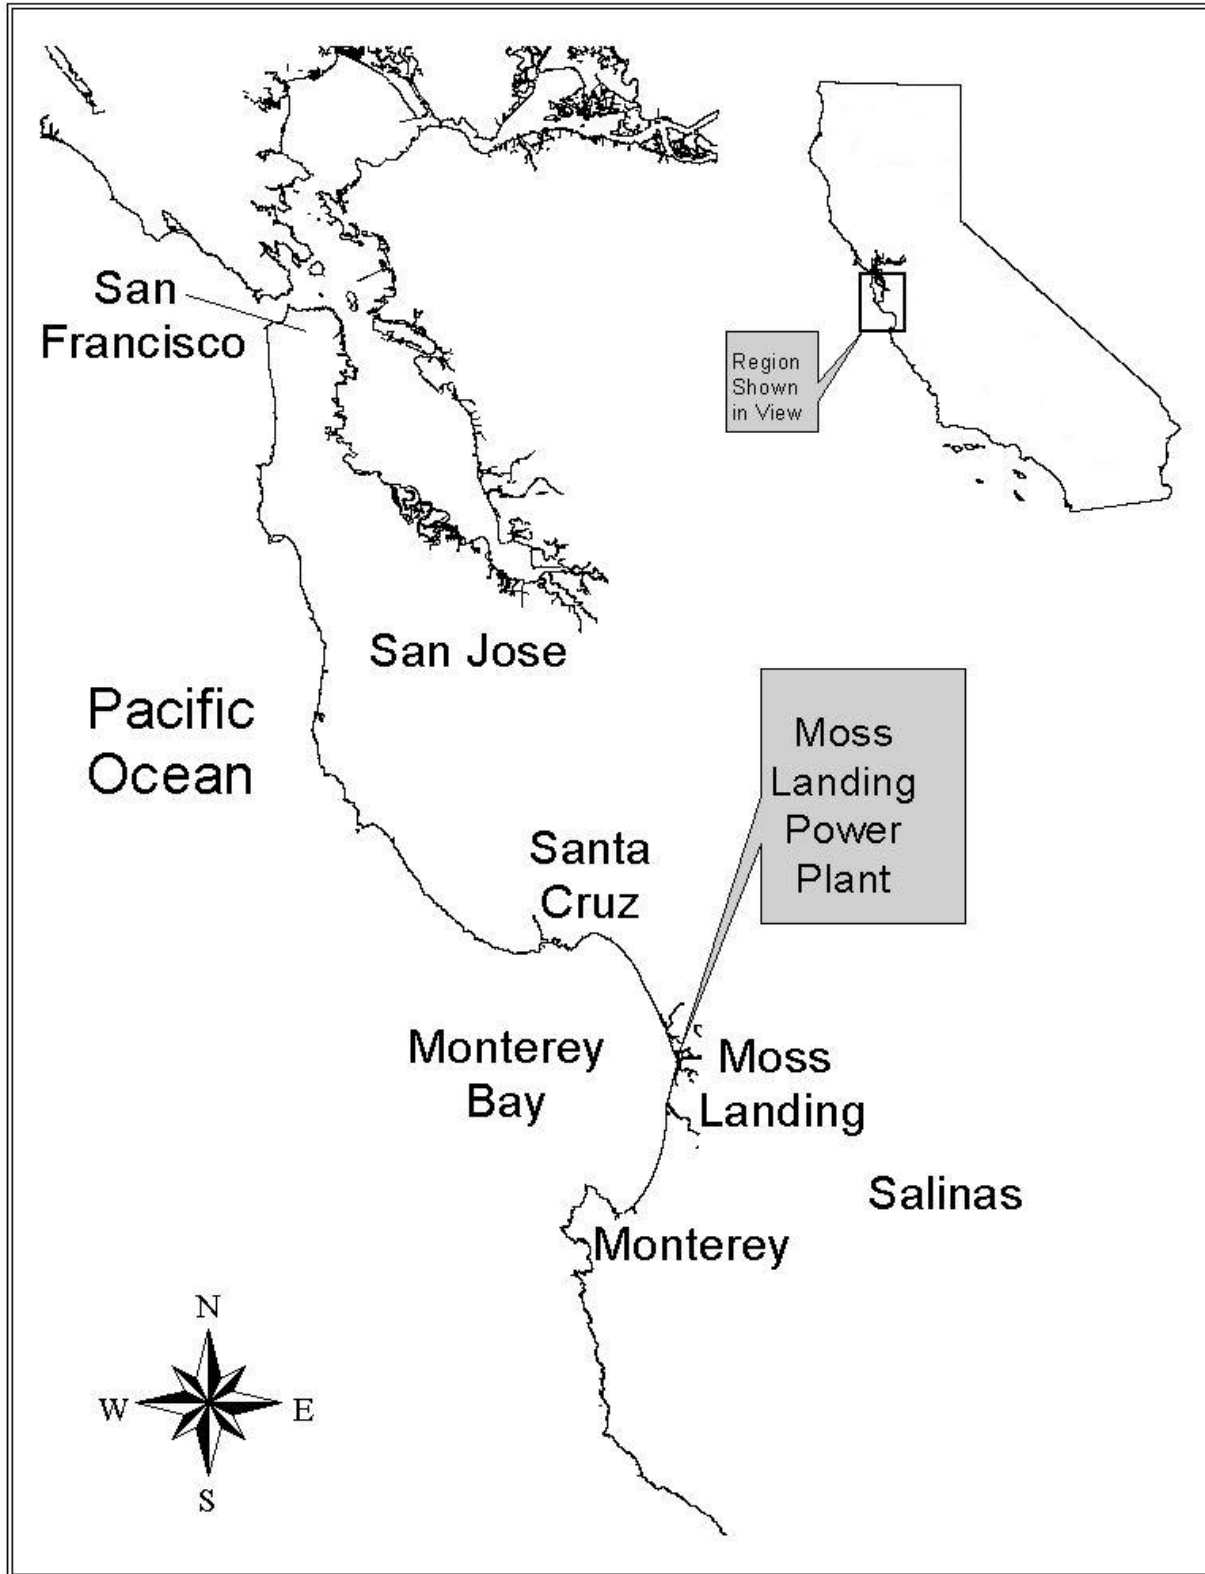 San
Francisco
Region
Shown
in View
San Jose
Pacific
Ocean
Moss
Landing
Power
Plant
Santa
Cruz
Monterey
Bay
Moss
Landing
Salinas
Monterey
N
W
E
S